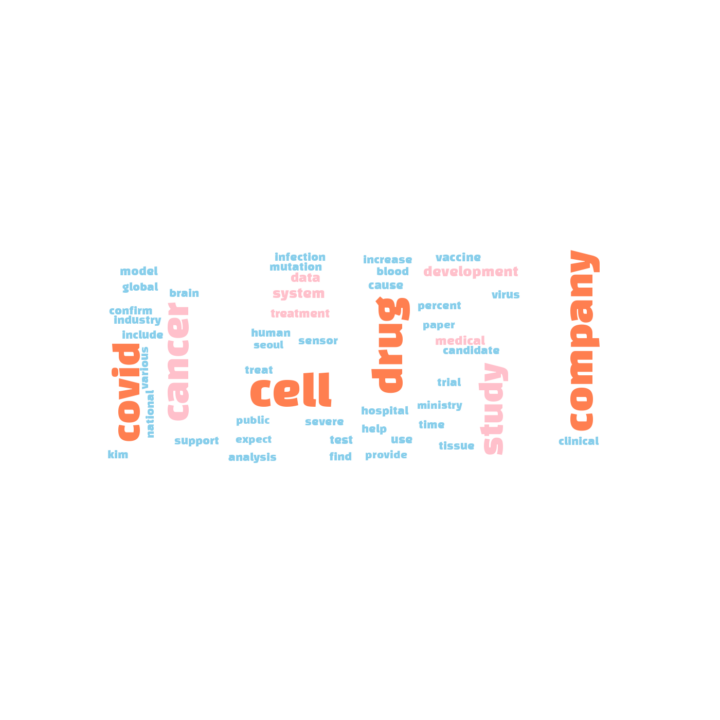 infection
increase
vaccine
company
model
mutation
blood
development
data
global
cause
brain
system
virus
drug
percent
confirm
cancer
treatment
industry
paper
include
human
sensor
medical
seoul
candidate
covid
various
treat
study
trial
cell
national
hospital
ministry
public
severe
time
help
support
expect
test
use
clinical
tissue
kim
analysis
find
provide